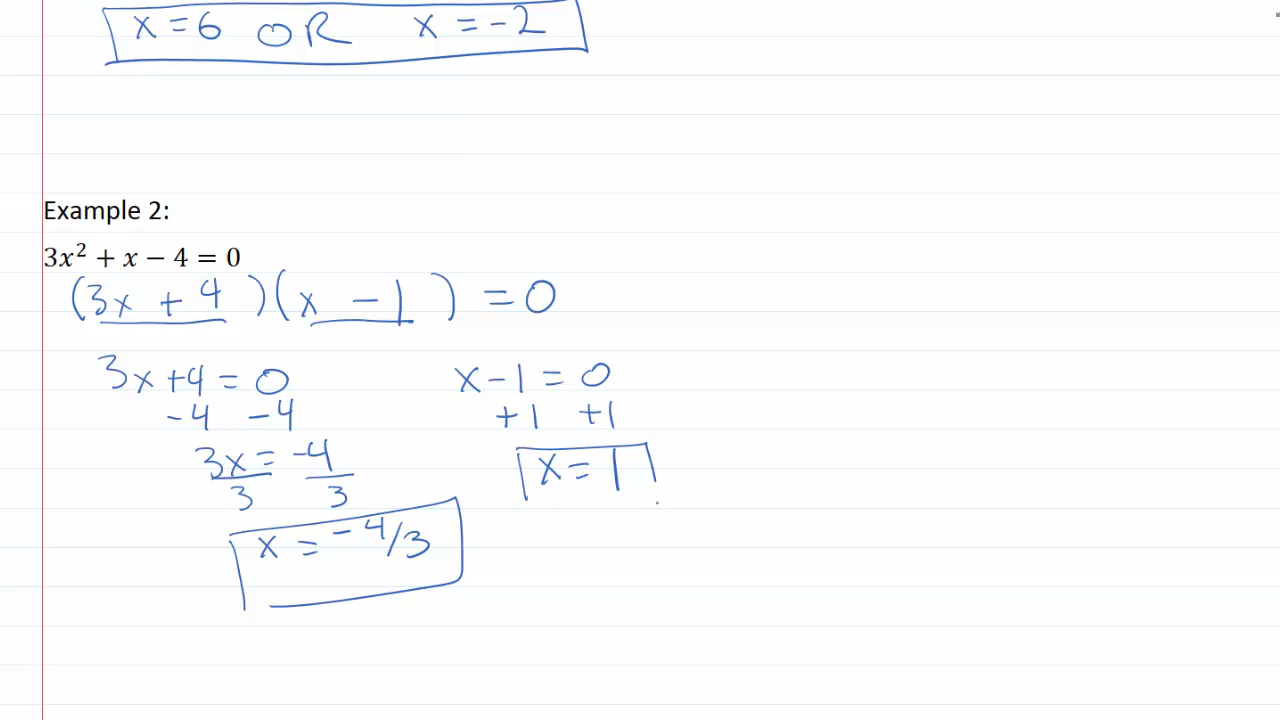 x = 6 OR x = -2
Example 2:
3x² + x − 4 = 0
(3x + 4)(x - 1) = 0
3x + 4 = 0 x - 1 = 0
-4 -4 +1 +1
3x = -4 x = 1
3 3
x = -4/3